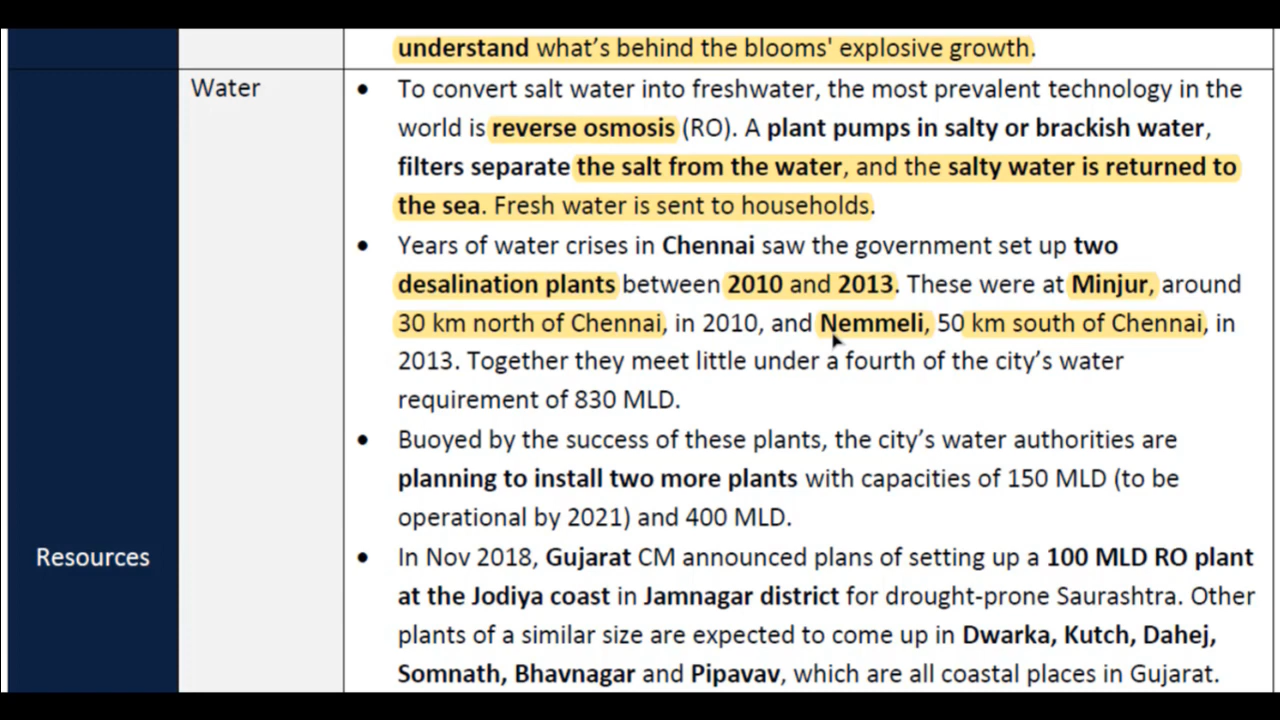 understand what's behind the blooms' explosive growth.
Water
• To convert salt water into freshwater, the most prevalent technology in the
world is reverse osmosis (RO). A plant pumps in salty or brackish water,
filters separate the salt from the water, and the salty water is returned to
the sea. Fresh water is sent to households.
• Years of water crises in Chennai saw the government set up two
desalination plants between 2010 and 2013. These were at Minjur, around
30 km north of Chennai, in 2010, and Nemmeli, 50 km south of Chennai, in
2013. Together they meet little under a fourth of the city's water
requirement of 830 MLD.
• Buoyed by the success of these plants, the city's water authorities are
planning to install two more plants with capacities of 150 MLD (to be
operational by 2021) and 400 MLD.
Resources
• In Nov 2018, Gujarat CM announced plans of setting up a 100 MLD RO plant
at the Jodiya coast in Jamnagar district for drought-prone Saurashtra. Other
plants of a similar size are expected to come up in Dwarka, Kutch, Dahej,
Somnath, Bhavnagar and Pipavav, which are all coastal places in Gujarat.